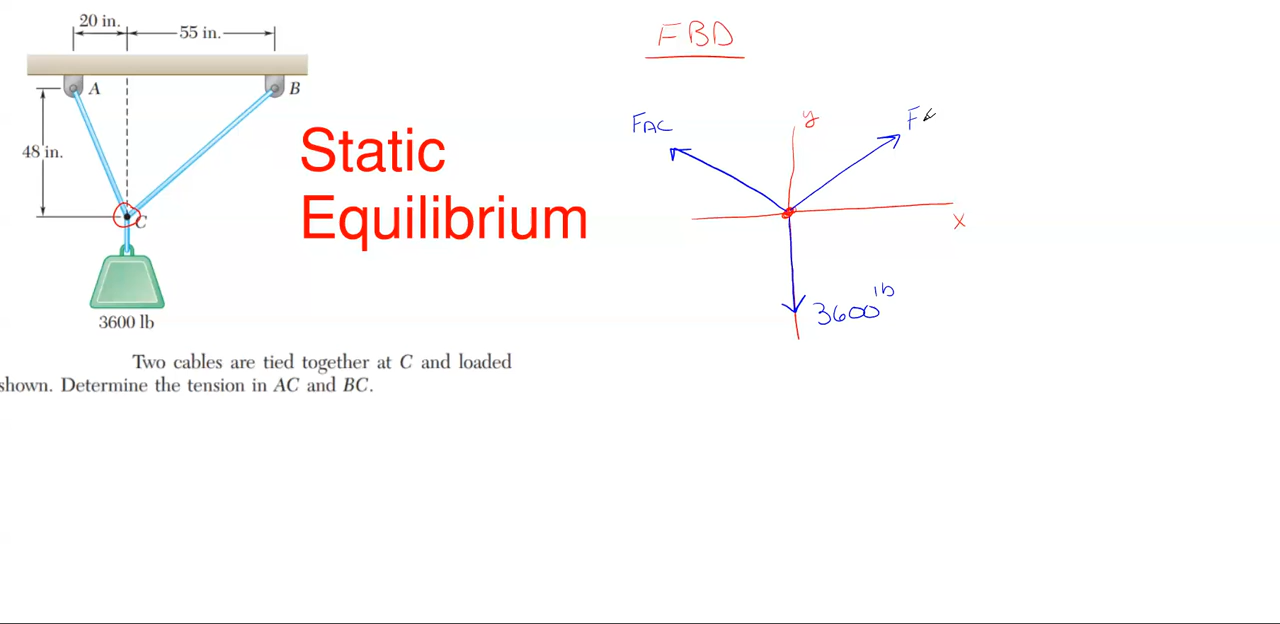 20 in.
55 in.
A
B
48 in.
C
3600 lb
Static
Equilibrium
Two cables are tied together at C and loaded
shown. Determine the tension in AC and BC.
FBD
FAC
y
F
x
3600 lb